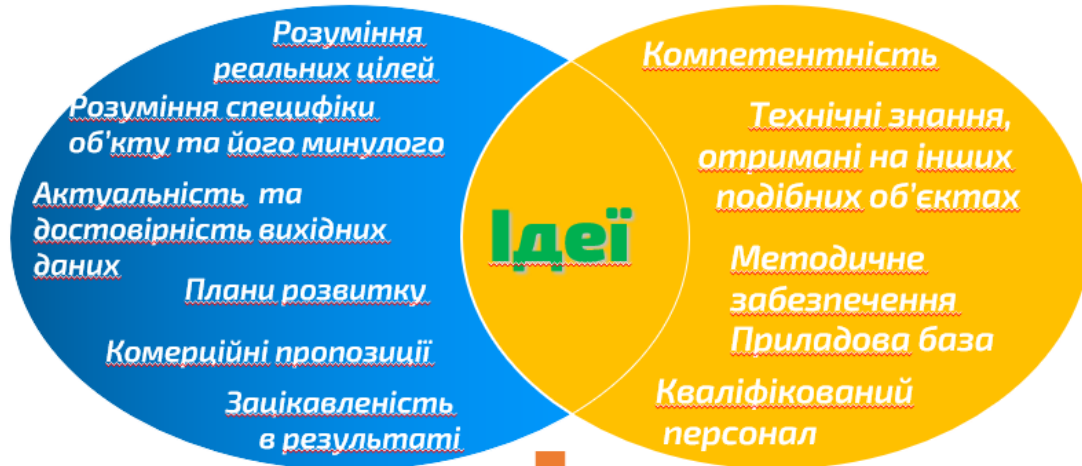 Розуміння
реальних цілей
Розуміння специфіки
об'кту та його минулого
Актуальність та
достовірність вихідних
даних
Плани розвитку
Комерційні пропозиції
Зацікавленість
в результаті
Ідеї
Компетентність
Технічні знання,
отримані на інших
подібних об'єктах
Методичне
забезпечення
Приладова база
Кваліфікований
персонал